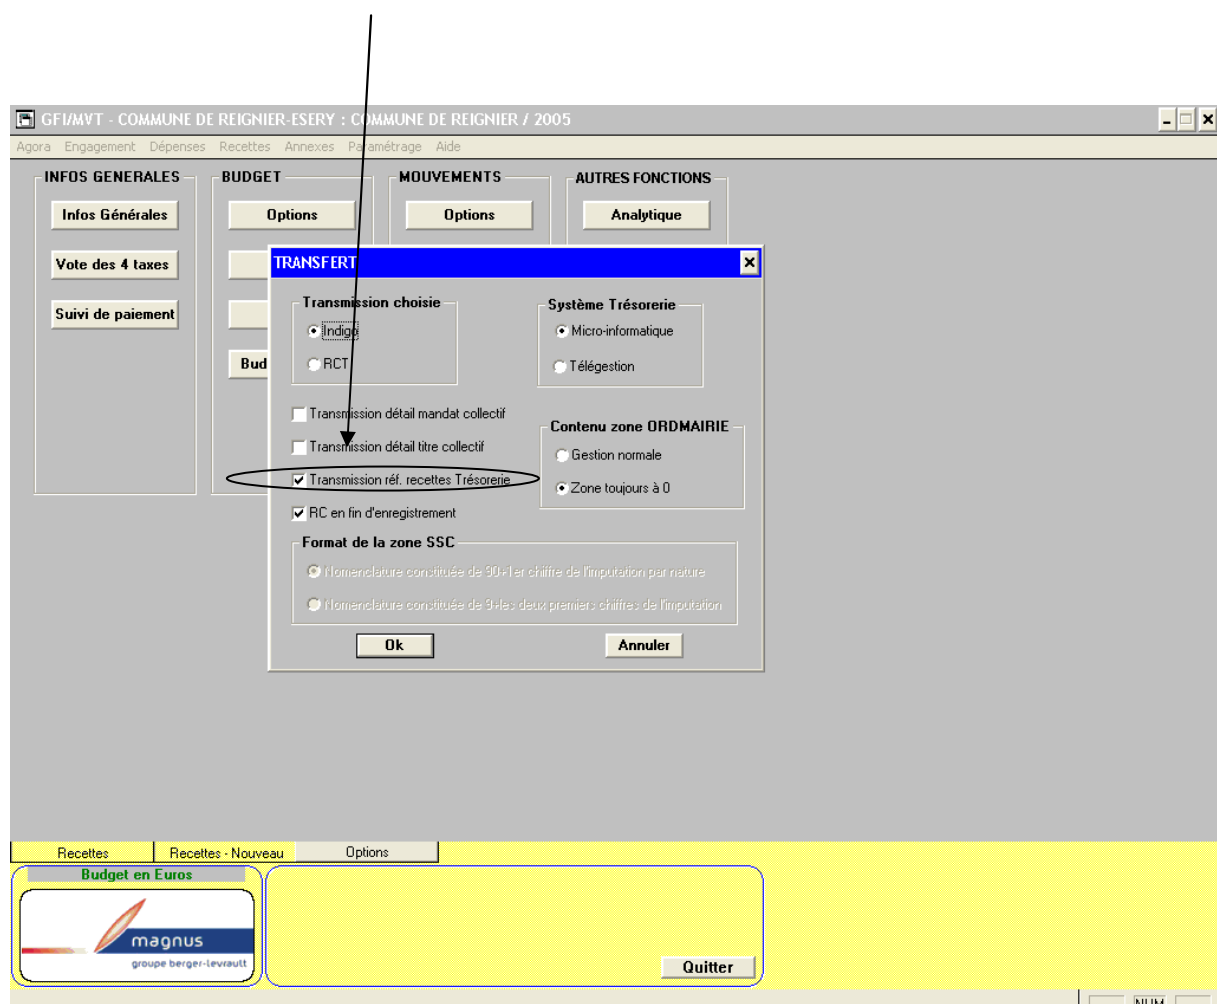 GFI/MVT - COMMUNE DE REIGNIER-ESERY : COMMUNE DE REIGNIER / 2005
Agora Engagement Dépenses Recettes Annexes Paramétrage Aide
INFOS GENERALES BUDGET MOUVEMENTS AUTRES FONCTIONS
Infos Générales Options Options Analytique
Vote des 4 taxes
Suivi de paiement
Bud
TRANSFERT
Transmission choisie
Indigo
RCT
Système Trésorerie
Micro-informatique
Télégestion
Transmission détail mandat collectif
Transmission détail titre collectif
Transmission réf. recettes Trésorerie
RC en fin d'enregistrement
Contenu zone ORDMAIRIE
Gestion normale
Zone toujours à 0
Format de la zone SSC
Nomenclature constituée de 90+1er chiffre de l'imputation par nature
Nomenclature constituée de 9+les deux premiers chiffres de l'imputation
Ok Annuler
Recettes Recettes - Nouveau Options
Budget en Euros
magnus
groupe berger-levrault
Quitter
NUM